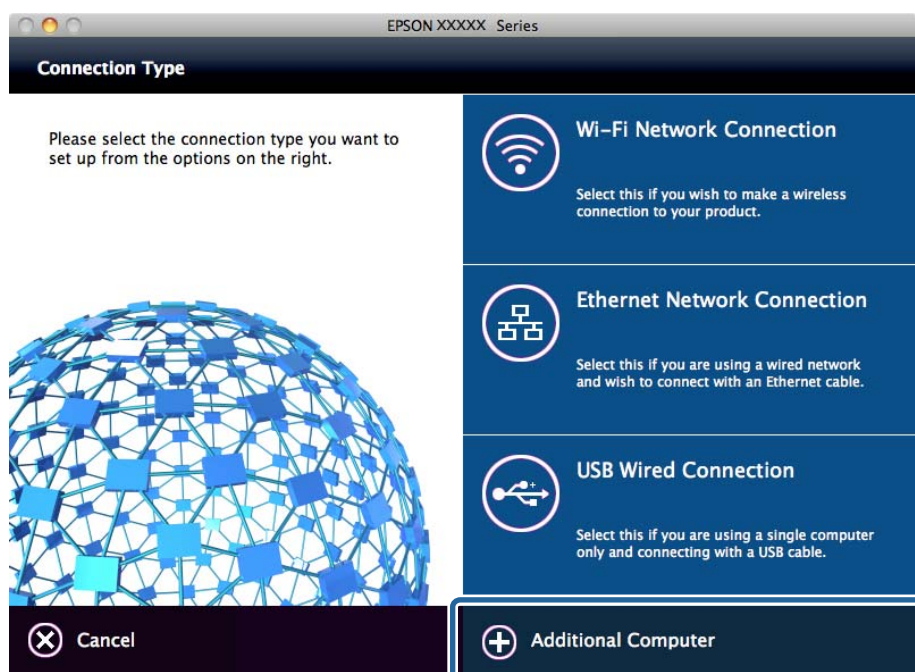 EPSON XXXXX Series
Connection Type
Please select the connection type you want to
set up from the options on the right.
Wi-Fi Network Connection
Select this if you wish to make a wireless
connection to your product.
Ethernet Network Connection
Select this if you are using a wired network
and wish to connect with an Ethernet cable.
USB Wired Connection
Select this if you are using a single computer
only and connecting with a USB cable.
Cancel
Additional Computer